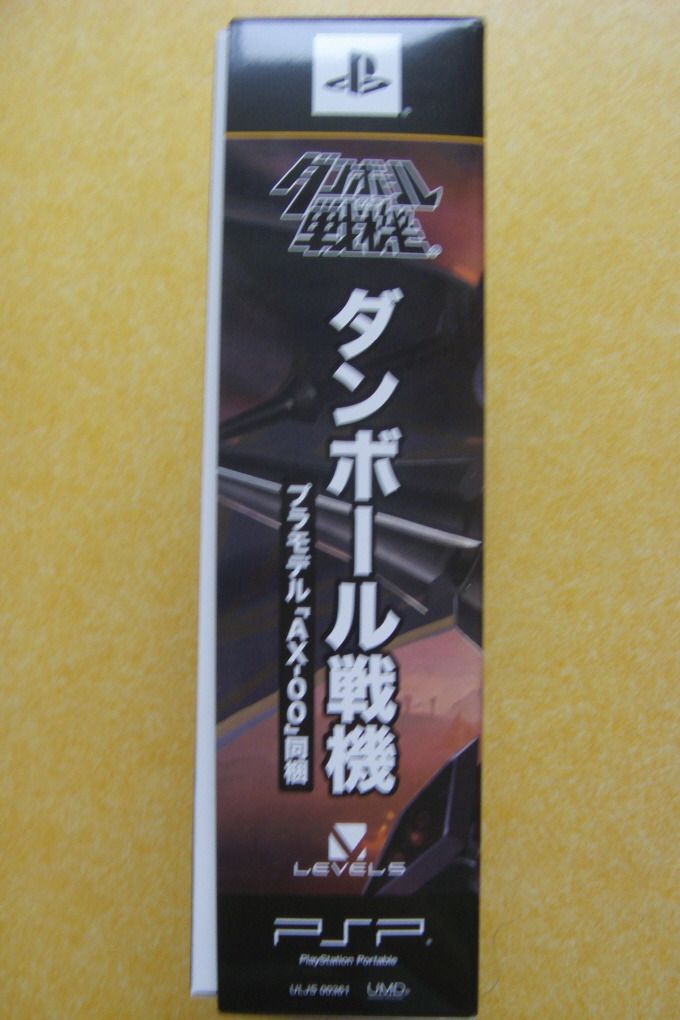 ダンボール
戦機
ダンボール戦機
プラモデル「AX-00」同梱
LEVEL5
PSP
PlayStation Portable
ULJS 00361 UMD